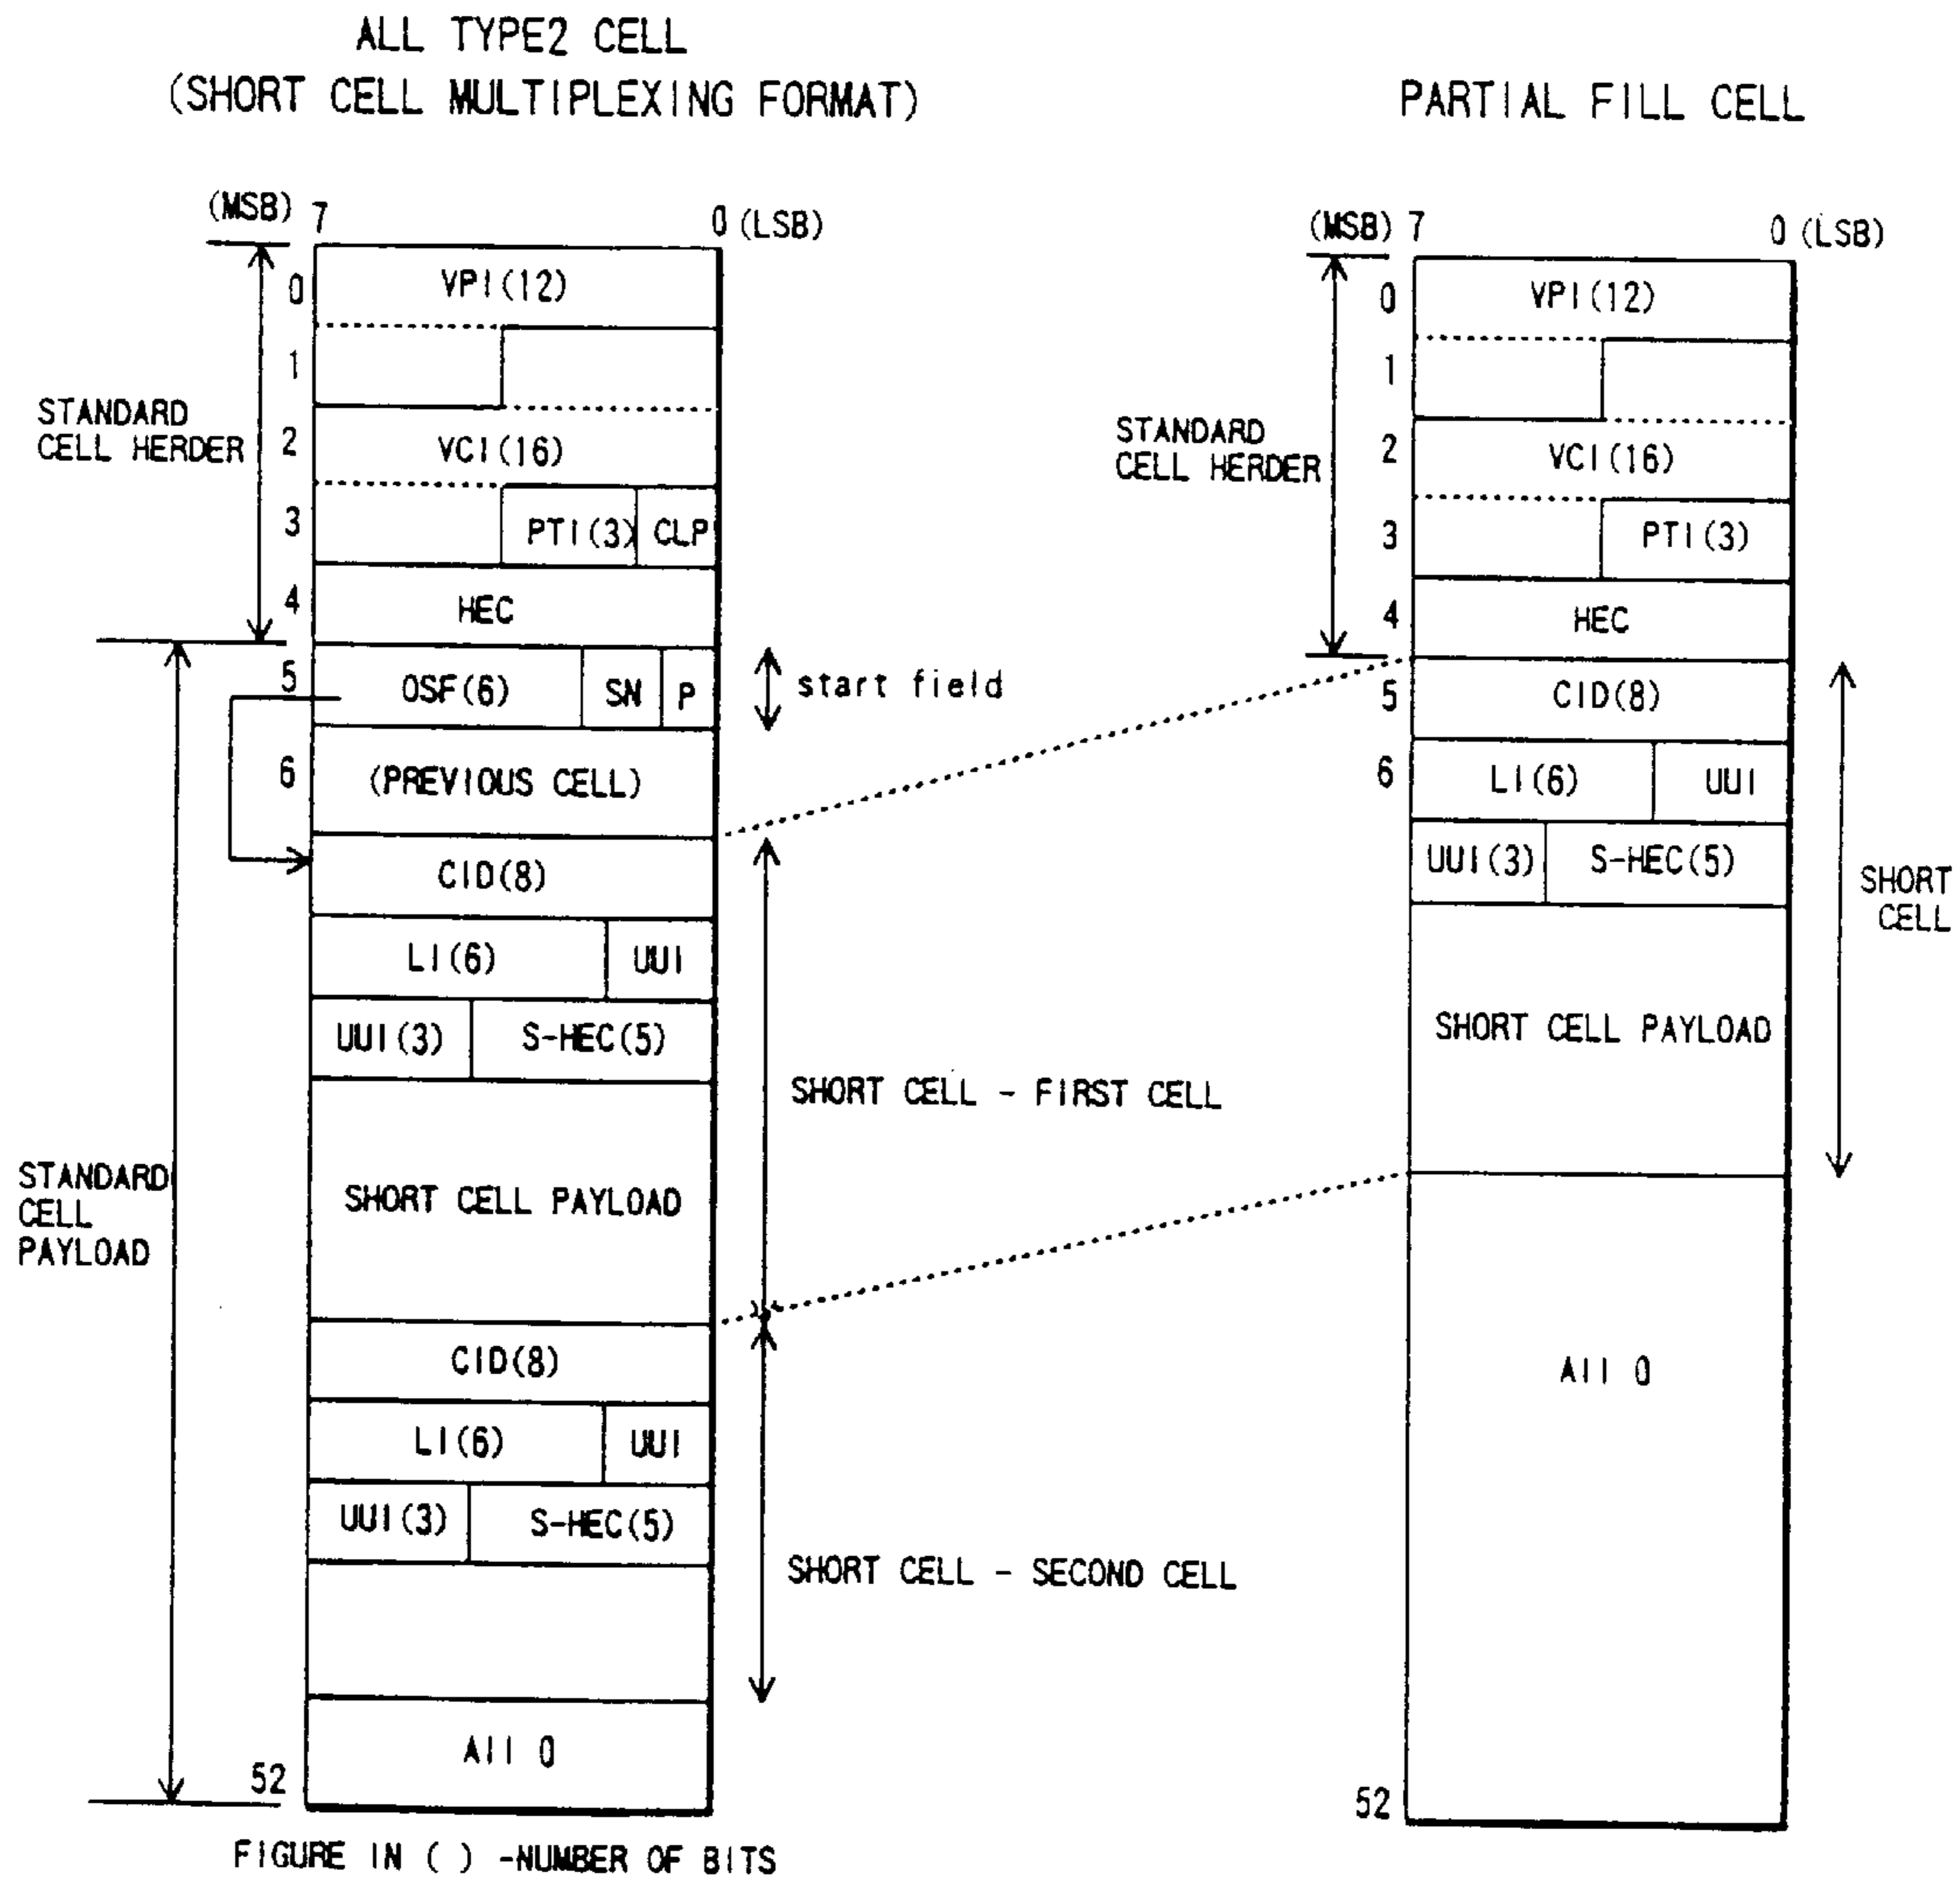 ALL TYPE2 CELL
(SHORT CELL MULTIPLEXING FORMAT)
(MSB) 7
0 (LSB)
STANDARD
CELL HERDER
0
VPI(12)
1
2
VCI(16)
3
PTI(3)
CLP
4
HEC
5
OSF(6)
SN
P
start field
6
(PREVIOUS CELL)
CID(8)
LI(6)
UUI
UUI(3)
S-HEC(5)
SHORT CELL - FIRST CELL
STANDARD
CELL
PAYLOAD
SHORT CELL PAYLOAD
CID(8)
LI(6)
UUI
UUI(3)
S-HEC(5)
SHORT CELL - SECOND CELL
All 0
52
FIGURE IN ( ) -NUMBER OF BITS
PARTIAL FILL CELL
(MSB) 7
0 (LSB)
STANDARD
CELL HERDER
0
VPI(12)
1
2
VCI(16)
3
PTI(3)
4
HEC
5
CID(8)
6
LI(6)
UUI
UUI(3)
S-HEC(5)
SHORT
CELL
SHORT CELL PAYLOAD
All 0
52